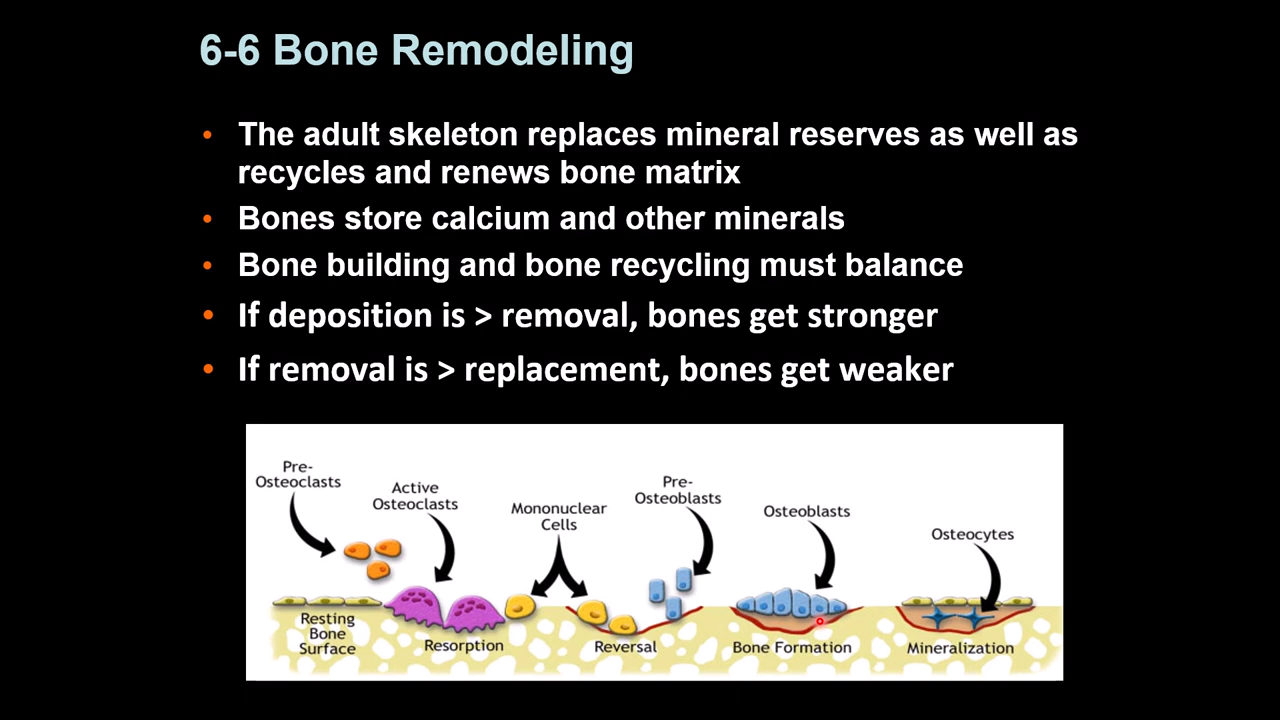 6-6 Bone Remodeling
• The adult skeleton replaces mineral reserves as well as
recycles and renews bone matrix
• Bones store calcium and other minerals
• Bone building and bone recycling must balance
• If deposition is > removal, bones get stronger
• If removal is > replacement, bones get weaker
Pre-
Osteoclasts
Active
Osteoclasts
Mononuclear
Cells
Pre-
Osteoblasts
Osteoblasts
Osteocytes
Resting
Bone
Surface
Resorption
Reversal
Bone Formation
Mineralization